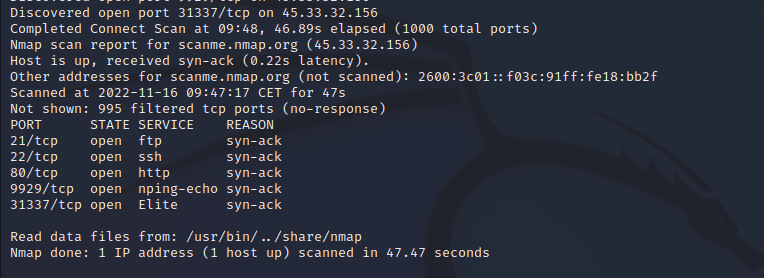 Discovered open port 31337/tcp on 45.33.32.156
Completed Connect Scan at 09:48, 46.89s elapsed (1000 total ports)
Nmap scan report for scanme.nmap.org (45.33.32.156)
Host is up, received syn-ack (0.22s latency).
Other addresses for scanme.nmap.org (not scanned): 2600:3c01::f03c:91ff:fe18:bb2f
Scanned at 2022-11-16 09:47:17 CET for 47s
Not shown: 995 filtered tcp ports (no-response)
PORT      STATE SERVICE    REASON
21/tcp    open  ftp        syn-ack
22/tcp    open  ssh        syn-ack
80/tcp    open  http       syn-ack
9929/tcp  open  nping-echo syn-ack
31337/tcp open  Elite      syn-ack

Read data files from: /usr/bin/../share/nmap
Nmap done: 1 IP address (1 host up) scanned in 47.47 seconds